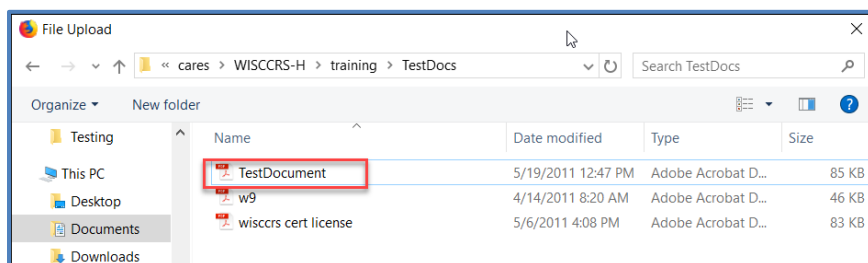 File Upload
« cares > WISCCRS-H > training > TestDocs
Search TestDocs
Organize
New folder
Testing
This PC
Desktop
Documents
Downloads
Name Date modified Type Size
TestDocument 5/19/2011 12:47 PM Adobe Acrobat D... 85 KB
w9 4/14/2011 8:20 AM Adobe Acrobat D... 46 KB
wisccrs cert license 5/6/2011 4:08 PM Adobe Acrobat D... 83 KB